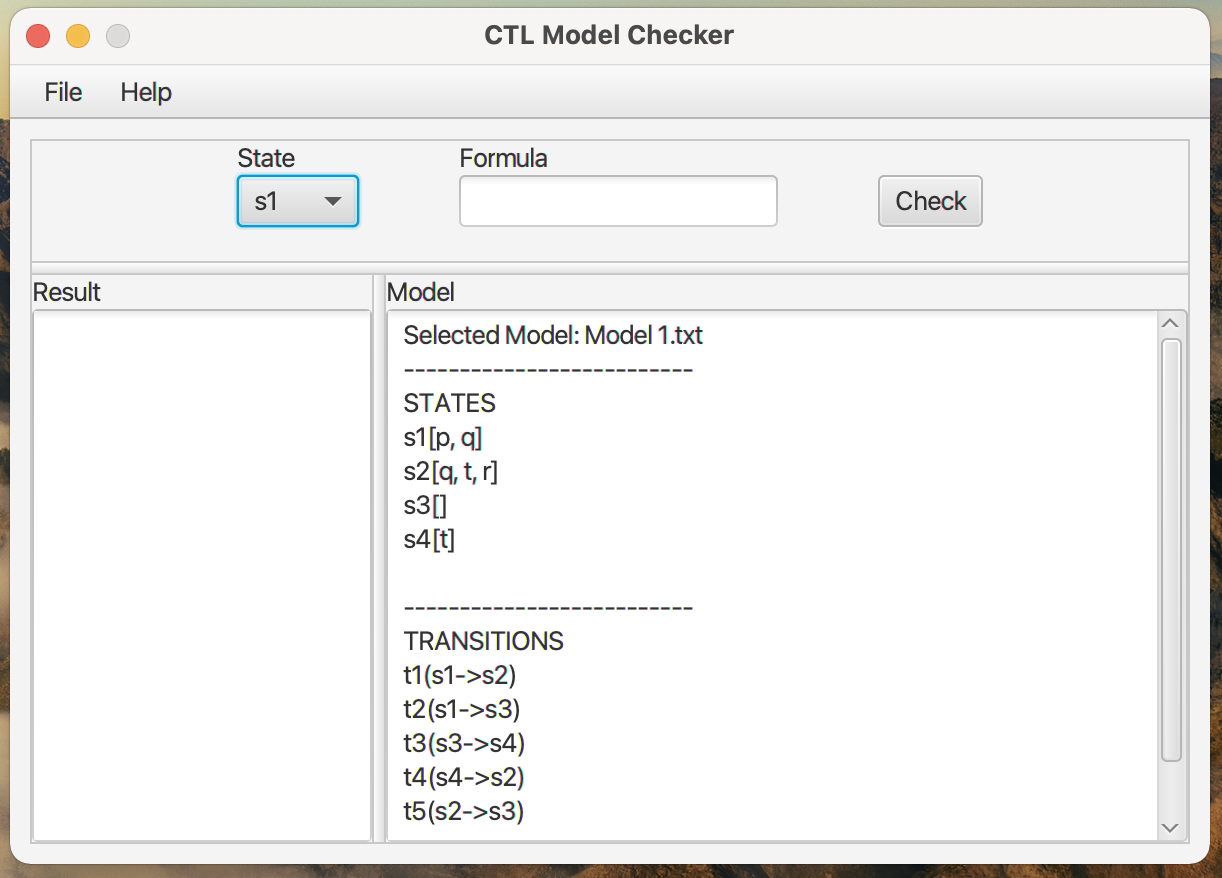 CTL Model Checker
File Help
State Formula
s1 Check
Result Model
Selected Model: Model 1.txt
--------------------------
STATES
s1[p, q]
s2[q, t, r]
s3[]
s4[t]
--------------------------
TRANSITIONS
t1(s1->s2)
t2(s1->s3)
t3(s3->s4)
t4(s4->s2)
t5(s2->s3)